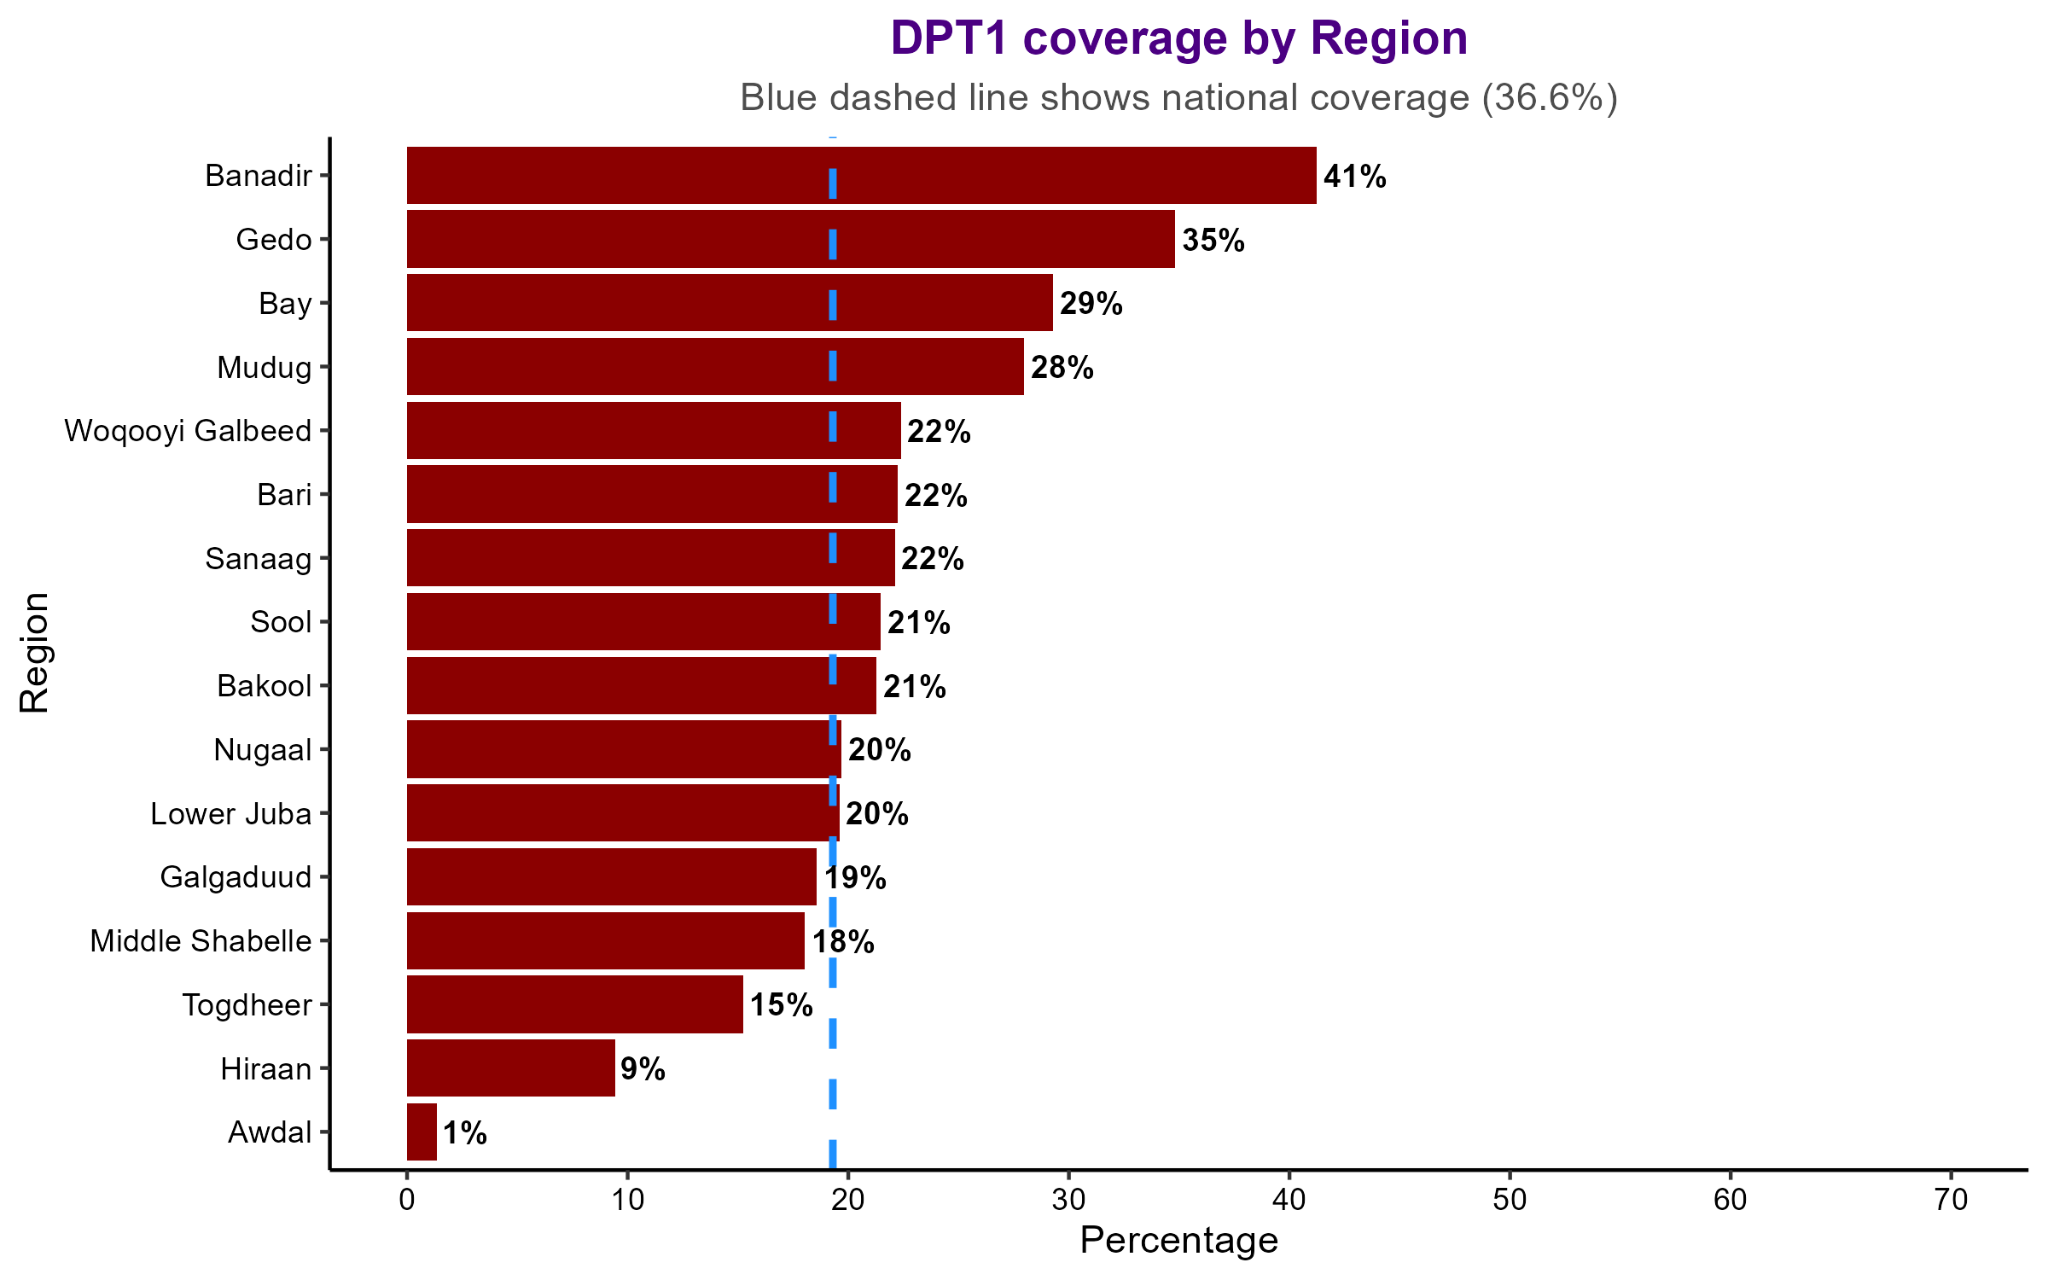 DPT1 coverage by Region
Blue dashed line shows national coverage (36.6%)
Region
Banadir 41%
Gedo 35%
Bay 29%
Mudug 28%
Woqooyi Galbeed 22%
Bari 22%
Sanaag 22%
Sool 21%
Bakool 21%
Nugaal 20%
Lower Juba 20%
Galgaduud 19%
Middle Shabelle 18%
Togdheer 15%
Hiraan 9%
Awdal 1%
0 10 20 30 40 50 60 70
Percentage